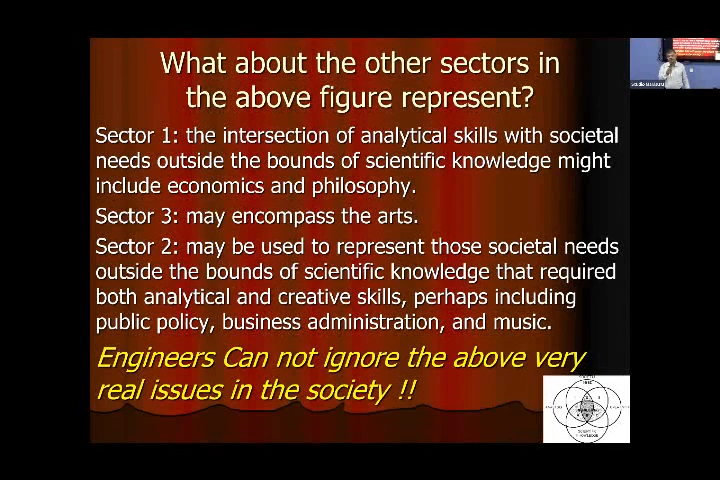 What about the other sectors in
the above figure represent?
Sector 1: the intersection of analytical skills with societal
needs outside the bounds of scientific knowledge might
include economics and philosophy.
Sector 3: may encompass the arts.
Sector 2: may be used to represent those societal needs
outside the bounds of scientific knowledge that required
both analytical and creative skills, perhaps including
public policy, business administration, and music.
Engineers Can not ignore the above very
real issues in the society !!
SCIENTIFIC
KNOWLEDGE